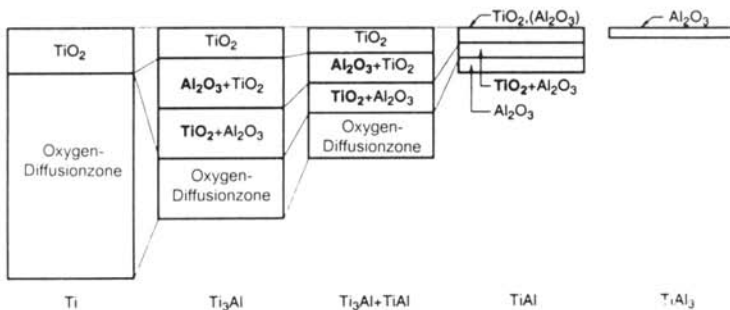 TiO₂
Oxygen-
Diffusionzone
Ti
TiO₂
Al₂O₃+TiO₂
TiO₂+Al₂O₃
Oxygen-
Diffusionzone
Ti₃Al
TiO₂
Al₂O₃+TiO₂
TiO₂+Al₂O₃
Oxygen-
Diffusionzone
Ti₃Al+TiAl
TiO₂,(Al₂O₃)
TiO₂+Al₂O₃
Al₂O₃
TiAl
Al₂O₃
TiAl₃